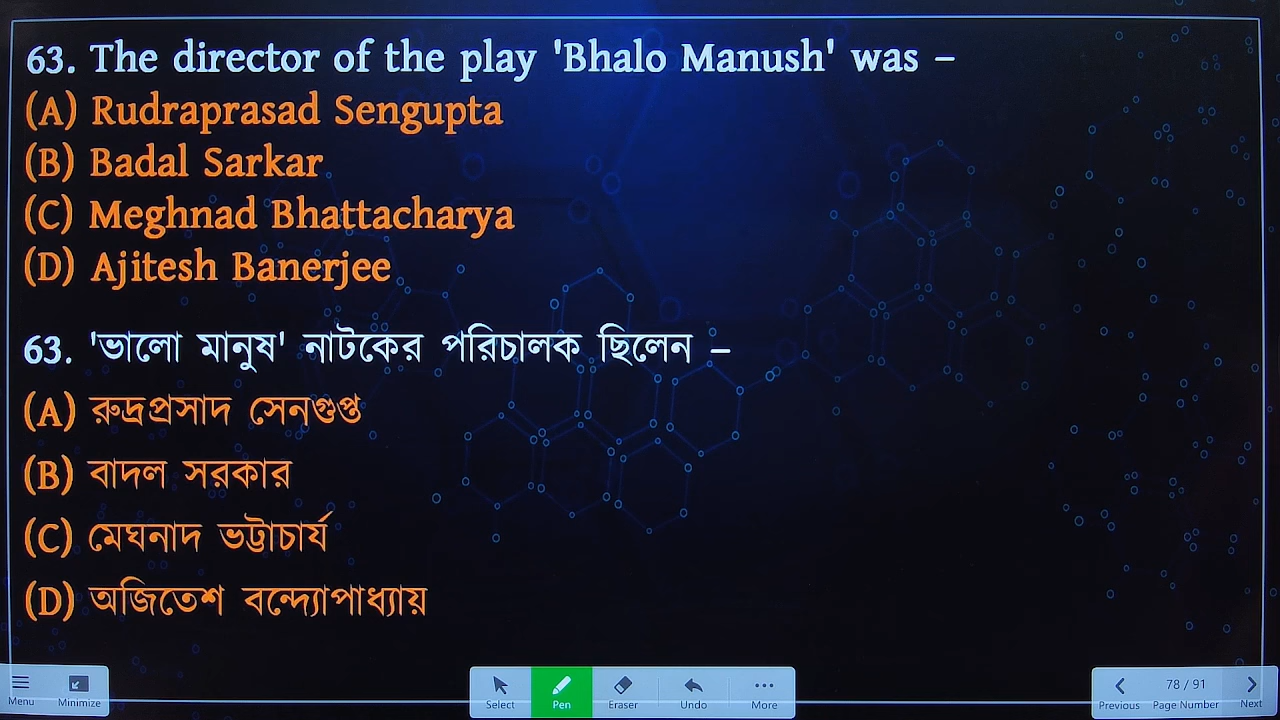 63. The director of the play 'Bhalo Manush' was –
(A) Rudraprasad Sengupta
(B) Badal Sarkar
(C) Meghnad Bhattacharya
(D) Ajitesh Banerjee
63. 'ভালো মানুষ' নাটকের পরিচালক ছিলেন –
(A) রুদ্রপ্রসাদ সেনগুপ্ত
(B) বাদল সরকার
(C) মেঘনাদ ভট্টাচার্য
(D) অজিতেশ বন্দ্যোপাধ্যায়
Menu Minimize Select Pen Eraser Undo More Previous 78 / 91 Page Number Next